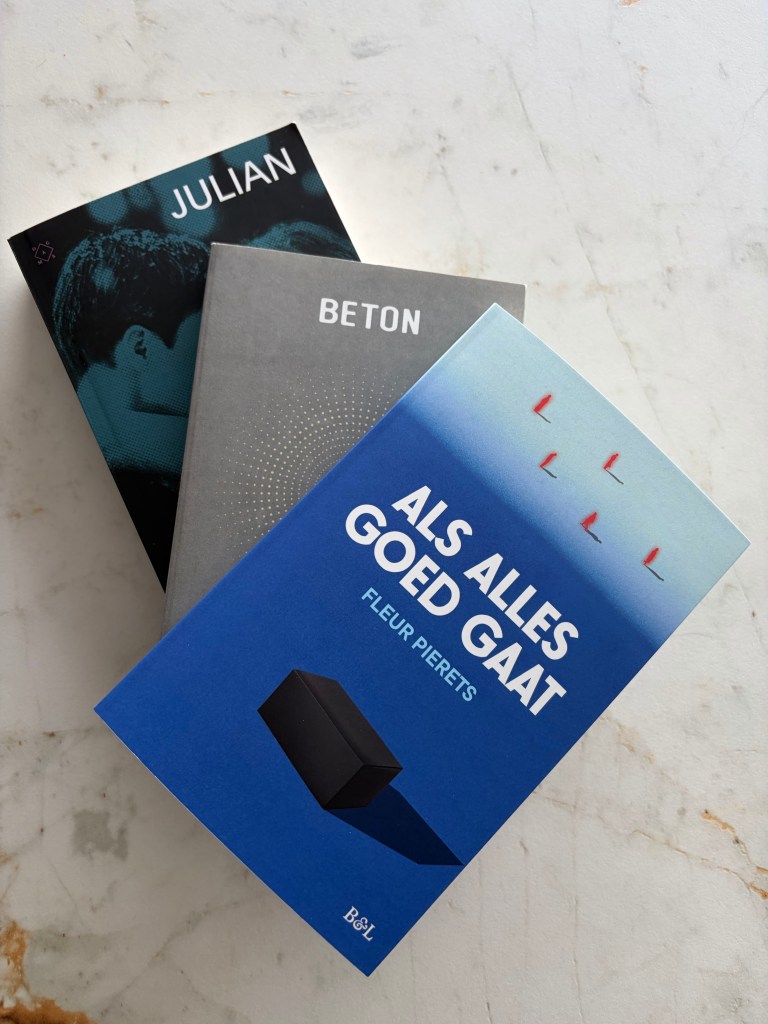 JULIAN
BETON
ALS ALLES
GOED GAAT
FLEUR PIERETS
B&L